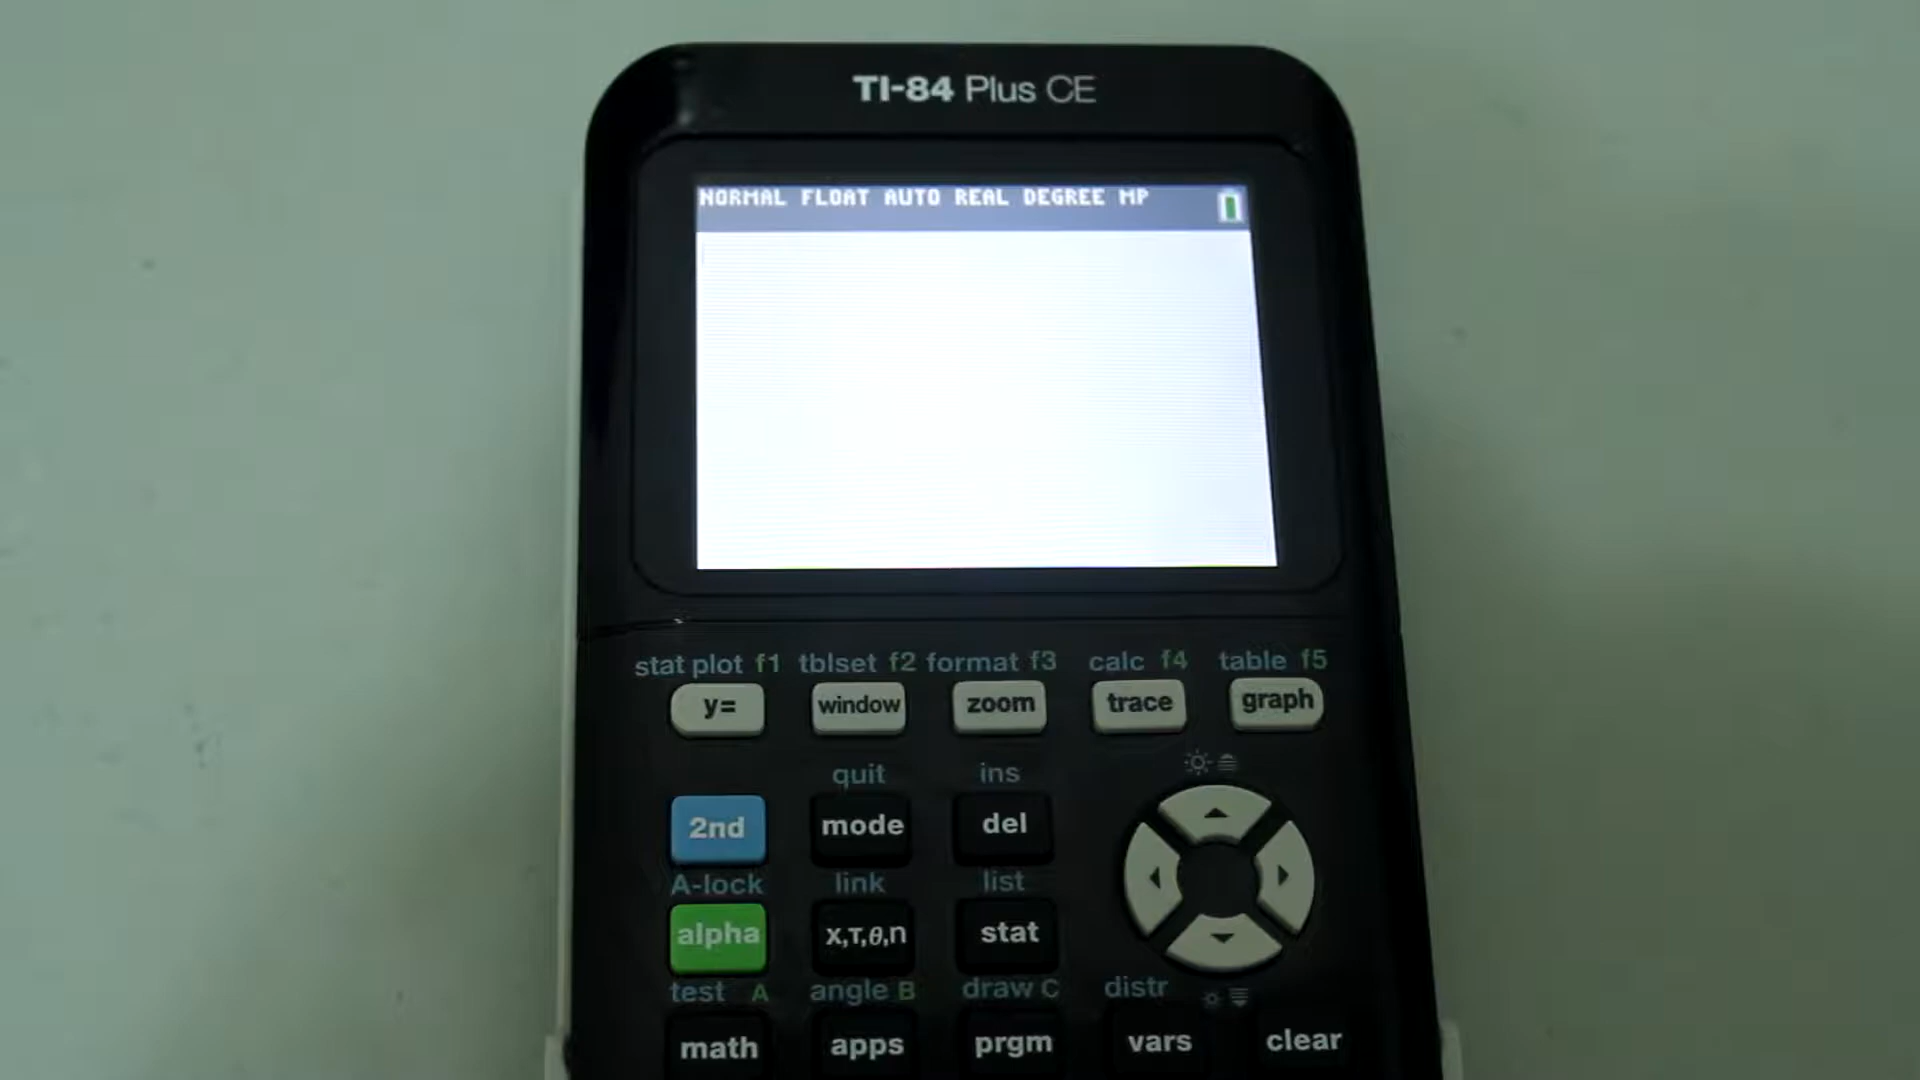 TI-84 Plus CE
NORMAL FLOAT AUTO REAL DEGREE MP
stat plot f1 tblset f2 format f3 calc f4 table f5
y= window zoom trace graph
quit ins
2nd mode del
A-lock link list
alpha X,T,θ,n stat
test A angle B draw C distr
math apps prgm vars clear